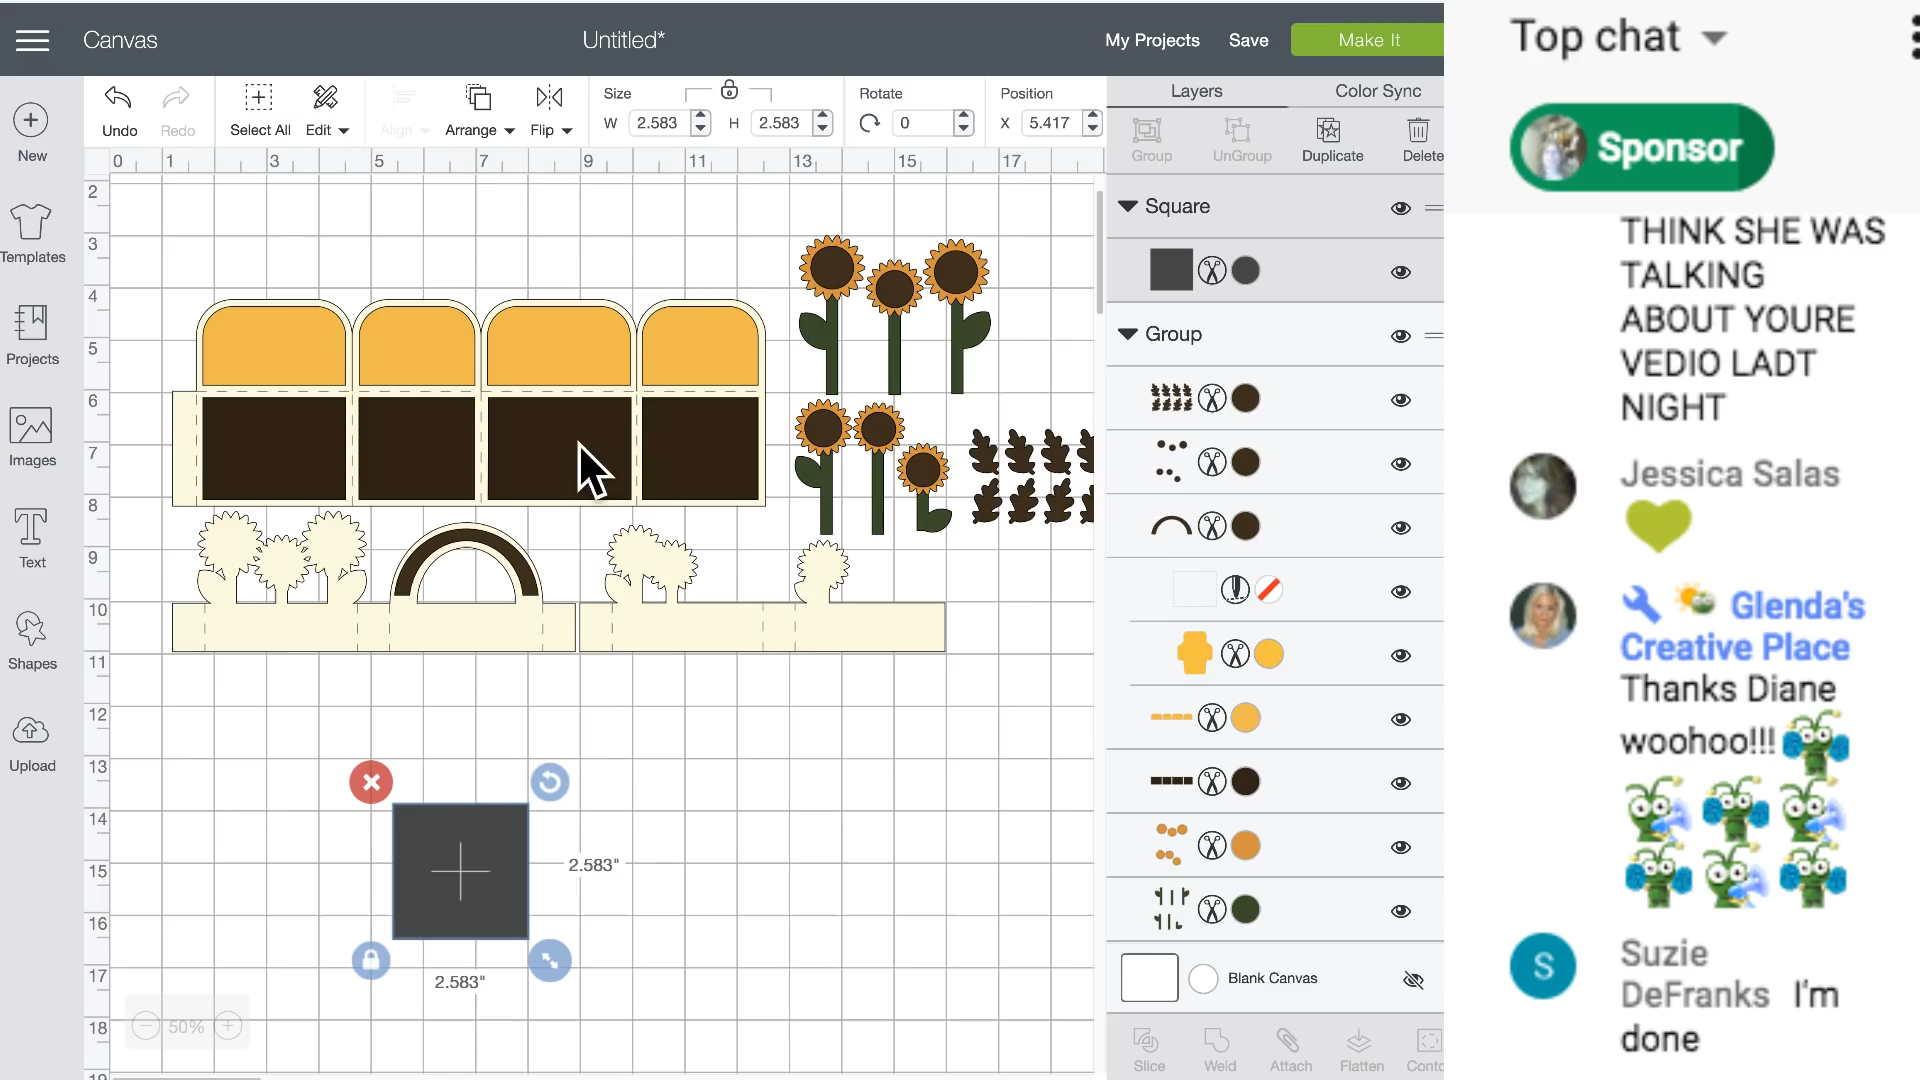 Canvas
Untitled*
My Projects
Save
Make It
Undo
Redo
Select All
Edit
Align
Arrange
Flip
Size
W 2.583
H 2.583
Rotate
0
Position
X 5.417
Layers
Color Sync
Group
UnGroup
Duplicate
Delete
New
Templates
Projects
Images
Text
Shapes
Upload
0 1 3 5 7 9 11 13 15 17
2
3
4
5
6
7
8
9
10
11
12
13
14
15
16
17
18
19
2.583"
2.583"
50%
Square
Group
Blank Canvas
Slice
Weld
Attach
Flatten
Conto
Top chat
Sponsor
THINK SHE WAS
TALKING
ABOUT YOURE
VEDIO LADT
NIGHT
Jessica Salas
Glenda's
Creative Place
Thanks Diane
woohoo!!!
S
Suzie
DeFranks I'm
done